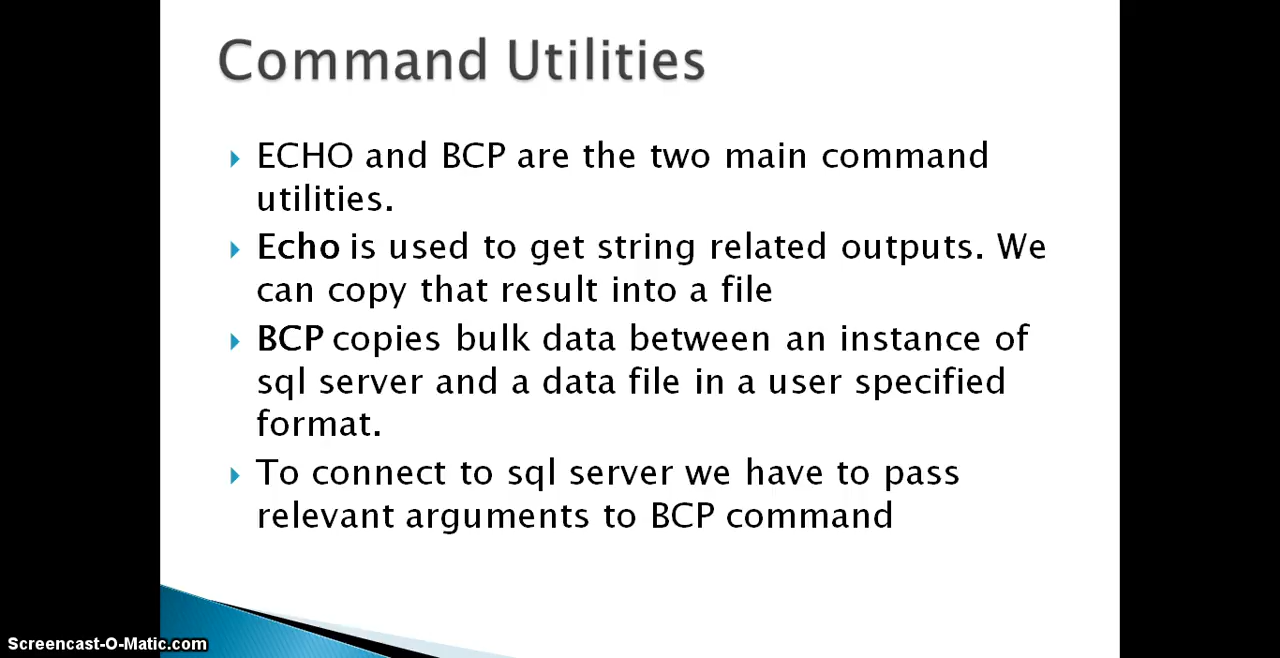 Command Utilities
ECHO and BCP are the two main command
utilities.
Echo is used to get string related outputs. We
can copy that result into a file
BCP copies bulk data between an instance of
sql server and a data file in a user specified
format.
To connect to sql server we have to pass
relevant arguments to BCP command
Screencast-O-Matic.com